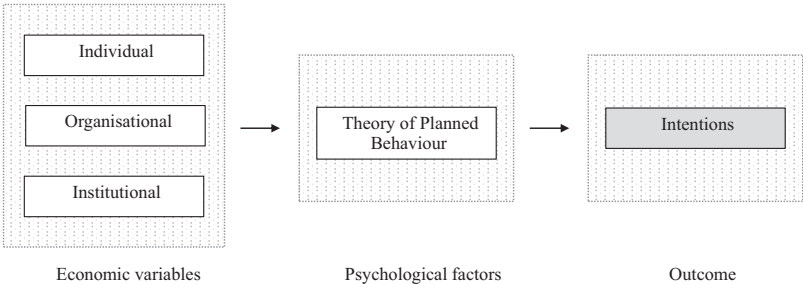 Individual
Organisational
Institutional
Theory of Planned
Behaviour
Intentions
Economic variables
Psychological factors
Outcome